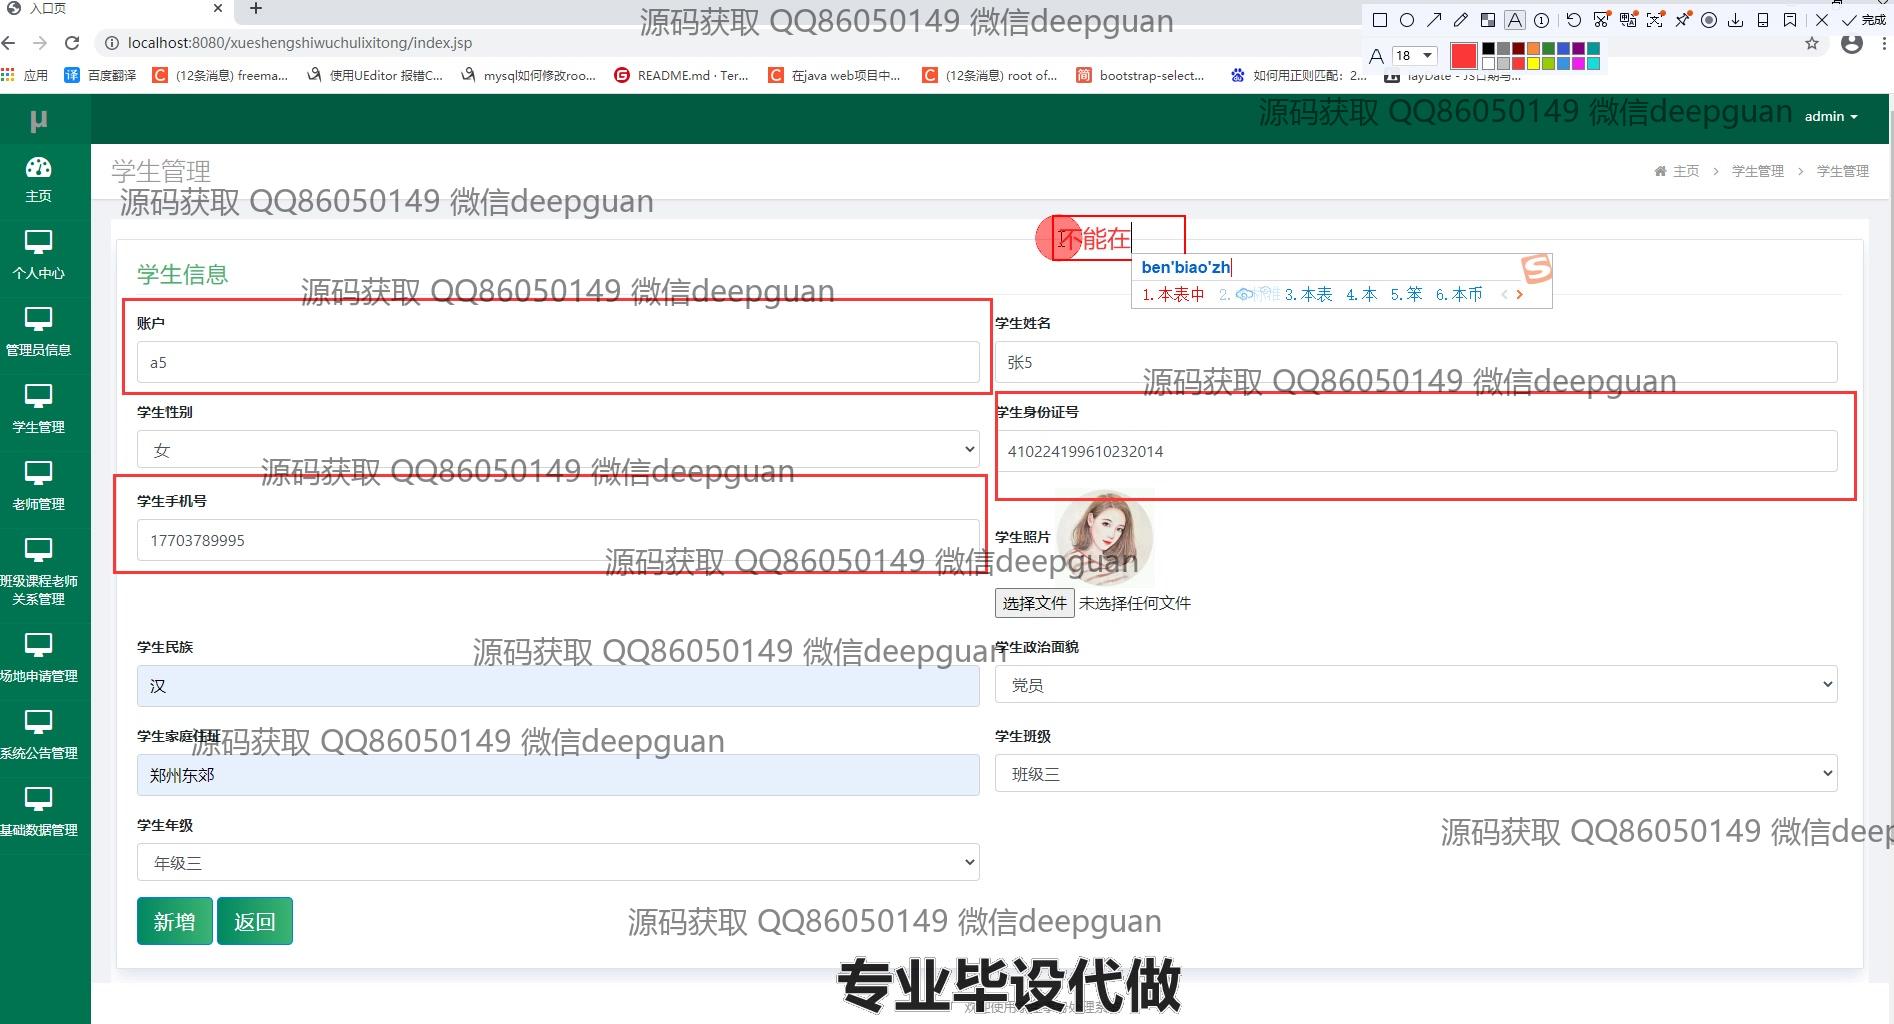 入口页
源码获取 QQ86050149 微信deepguan
完成
localhost:8080/xueshengshiwuchulixitong/index.jsp
A 18
应用 百度翻译 (12条消息) freema... 使用UEditor 报错C... mysql如何修改roo... README.md · Ter... 在java web项目中... (12条消息) root of... bootstrap-select... 如何用正则匹配：2... layDate - JS日期与...
μ
源码获取 QQ86050149 微信deepguan
admin
学生管理
主页 > 学生管理 > 学生管理
源码获取 QQ86050149 微信deepguan
主页
个人中心
管理员信息
学生管理
老师管理
班级课程老师
关系管理
场地申请管理
系统公告管理
基础数据管理
不能在
ben'biao'zh
1.本表中 2. 3.本表 4.本 5.笨 6.本币
学生信息
源码获取 QQ86050149 微信deepguan
账户
a5
学生姓名
张5
源码获取 QQ86050149 微信deepguan
学生性别
女
学生身份证号
410224199610232014
源码获取 QQ86050149 微信deepguan
学生手机号
17703789995
学生照片
源码获取 QQ86050149 微信deepguan
选择文件 未选择任何文件
学生民族
汉
源码获取 QQ86050149 微信deepguan
学生政治面貌
党员
学生家庭住址
郑州东郊
源码获取 QQ86050149 微信deepguan
学生班级
班级三
学生年级
年级三
源码获取 QQ86050149 微信deep
新增 返回
源码获取 QQ86050149 微信deepguan
专业毕设代做